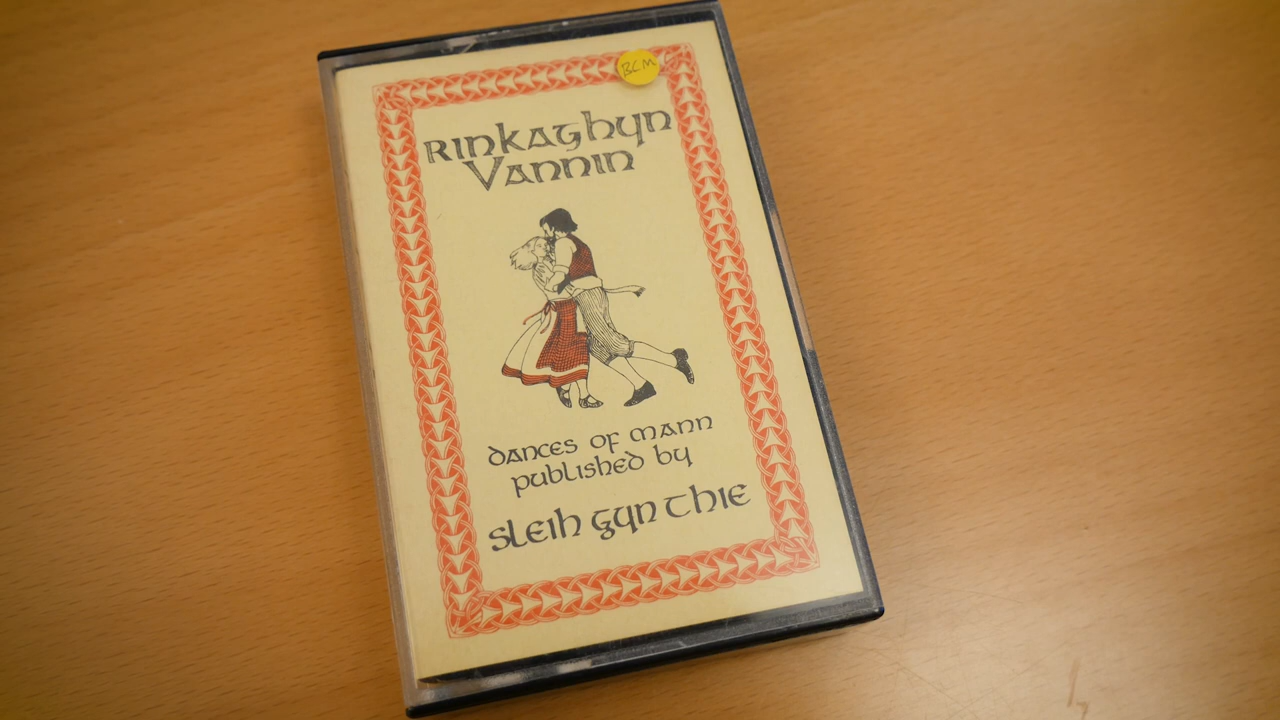 BCM
Rinkaghyn
Vannin
dances of mann
published by
sleih gyn thie